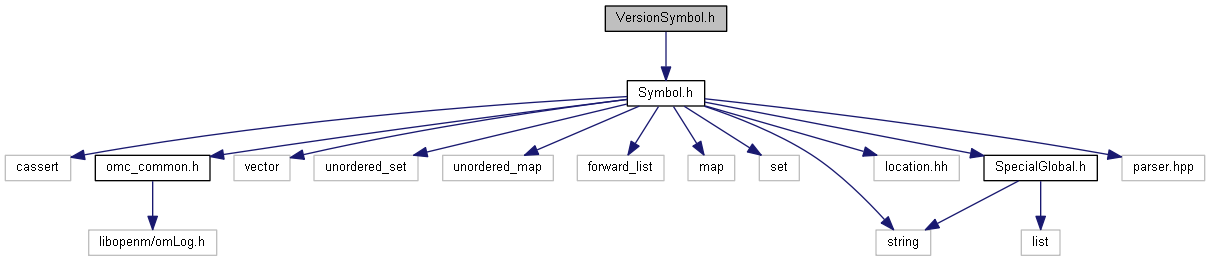 VersionSymbol.h
Symbol.h
cassert
omc_common.h
vector
unordered_set
unordered_map
forward_list
map
set
location.hh
SpecialGlobal.h
parser.hpp
libopenm/omLog.h
string
list